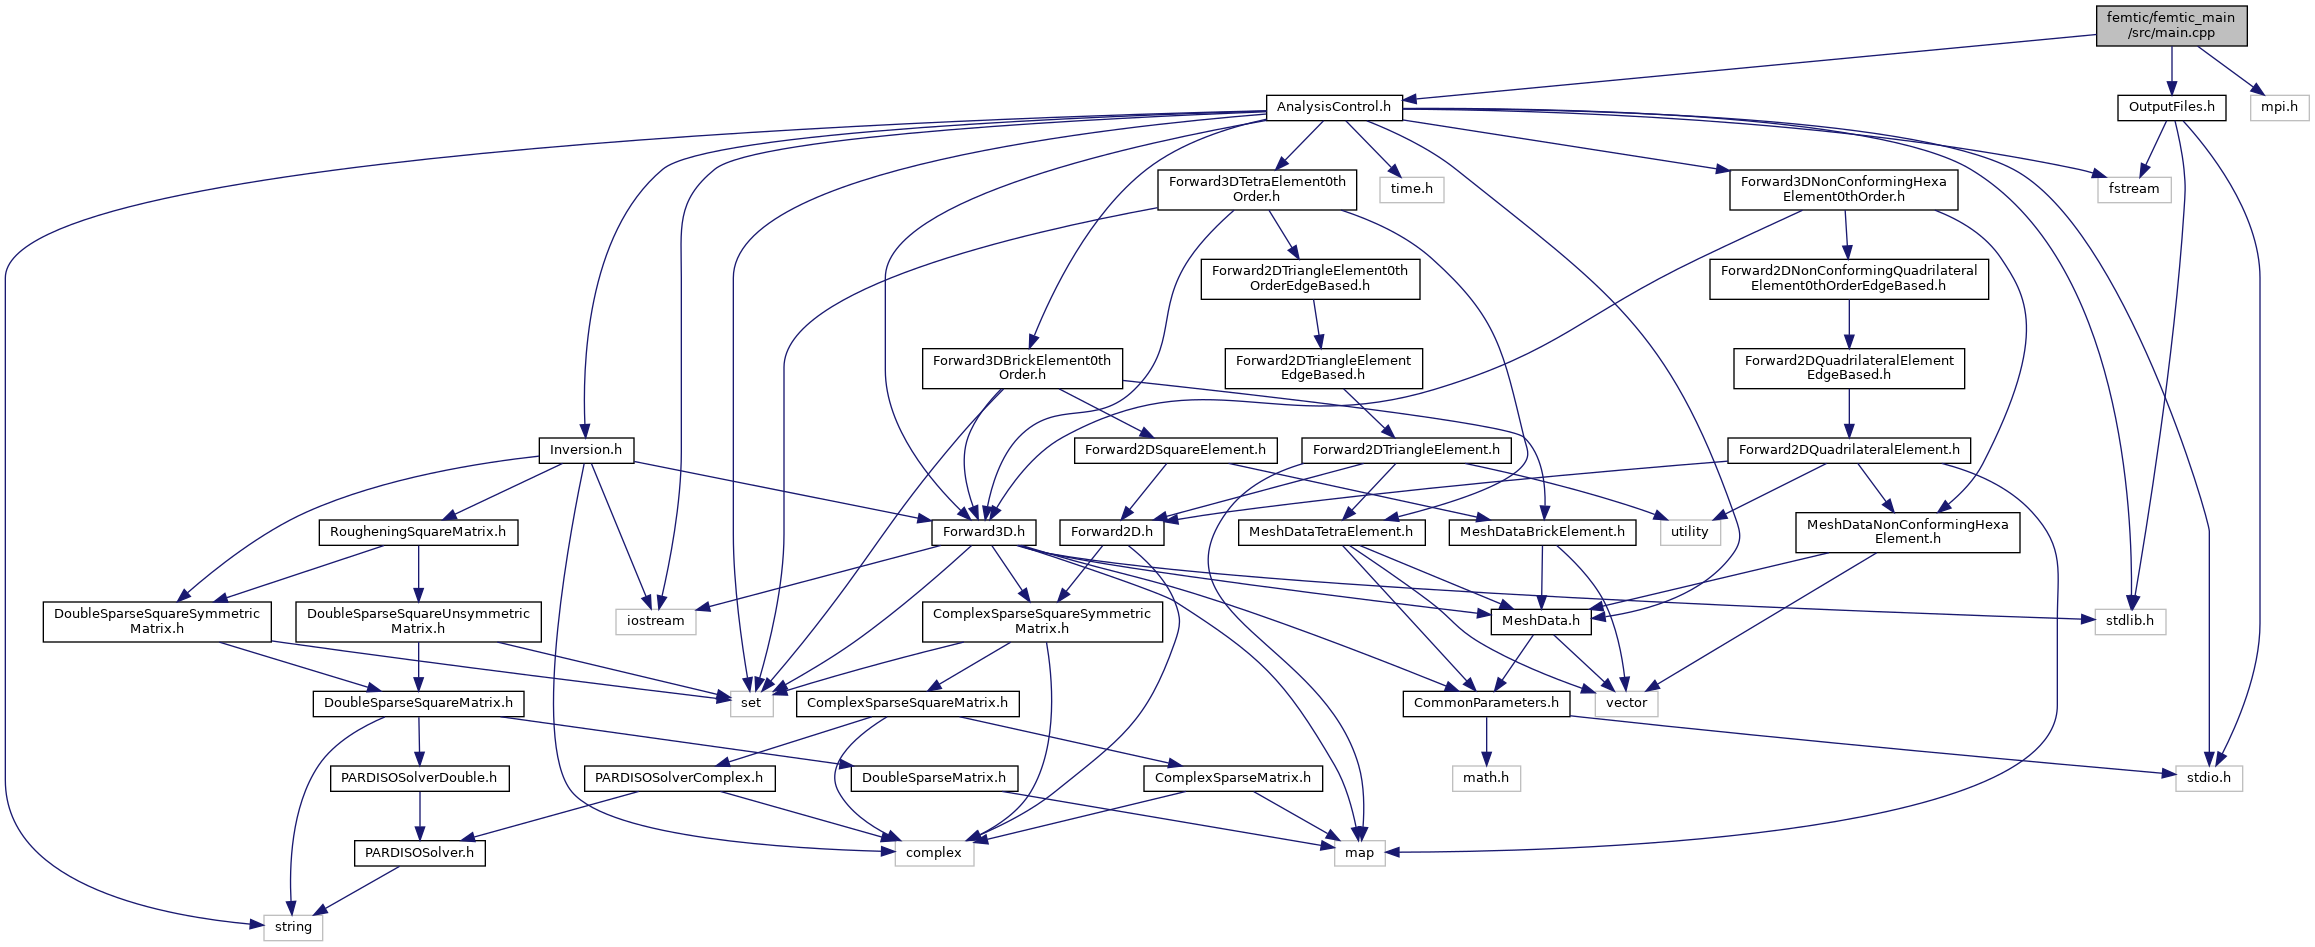 femtic/femtic_main
/src/main.cpp
AnalysisControl.h
OutputFiles.h
mpi.h
Forward3DTetraElement0th
Order.h
time.h
Forward3DNonConformingHexa
Element0thOrder.h
fstream
Forward2DTriangleElement0th
OrderEdgeBased.h
Forward2DNonConformingQuadrilateral
Element0thOrderEdgeBased.h
Forward3DBrickElement0th
Order.h
Forward2DTriangleElement
EdgeBased.h
Forward2DQuadrilateralElement
EdgeBased.h
Inversion.h
Forward2DSquareElement.h
Forward2DTriangleElement.h
Forward2DQuadrilateralElement.h
RougheningSquareMatrix.h
Forward3D.h
Forward2D.h
MeshDataTetraElement.h
MeshDataBrickElement.h
utility
MeshDataNonConformingHexa
Element.h
DoubleSparseSquareSymmetric
Matrix.h
DoubleSparseSquareUnsymmetric
Matrix.h
iostream
ComplexSparseSquareSymmetric
Matrix.h
MeshData.h
stdlib.h
DoubleSparseSquareMatrix.h
set
ComplexSparseSquareMatrix.h
CommonParameters.h
vector
PARDISOSolverDouble.h
PARDISOSolverComplex.h
DoubleSparseMatrix.h
ComplexSparseMatrix.h
math.h
stdio.h
PARDISOSolver.h
complex
map
string